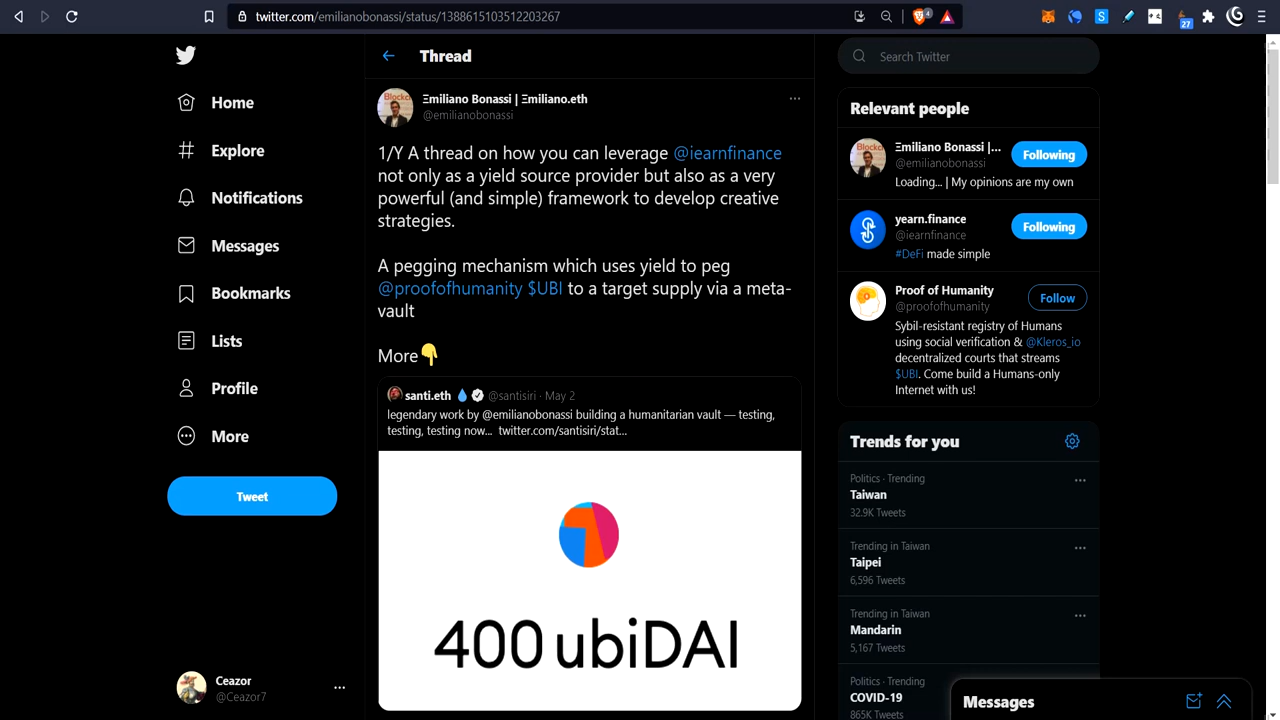 twitter.com/emilianobonassi/status/1388615103512203267
4
27
Home
Explore
Notifications
Messages
Bookmarks
Lists
Profile
More
Tweet
Ceazor
@Ceazor7
Thread
Ξmiliano Bonassi | Ξmiliano.eth
@emilianobonassi
1/Y A thread on how you can leverage @iearnfinance
not only as a yield source provider but also as a very
powerful (and simple) framework to develop creative
strategies.
A pegging mechanism which uses yield to peg
@proofofhumanity $UBI to a target supply via a meta-
vault
More👇
santi.eth 💧 @santisiri · May 2
legendary work by @emilianobonassi building a humanitarian vault — testing,
testing, testing now... twitter.com/santisiri/stat...
400 ubiDAI
Search Twitter
Relevant people
Ξmiliano Bonassi |...
@emilianobonassi
Following
Loading... | My opinions are my own
yearn.finance
@iearnfinance
Following
#DeFi made simple
Proof of Humanity
@proofofhumanity
Follow
Sybil-resistant registry of Humans
using social verification & @Kleros_io
decentralized courts that streams
$UBI. Come build a Humans-only
Internet with us!
Trends for you
Politics · Trending
Taiwan
32.9K Tweets
Trending in Taiwan
Taipei
6,596 Tweets
Trending in Taiwan
Mandarin
5,167 Tweets
Politics · Trending
COVID-19
865K Tweets
Messages